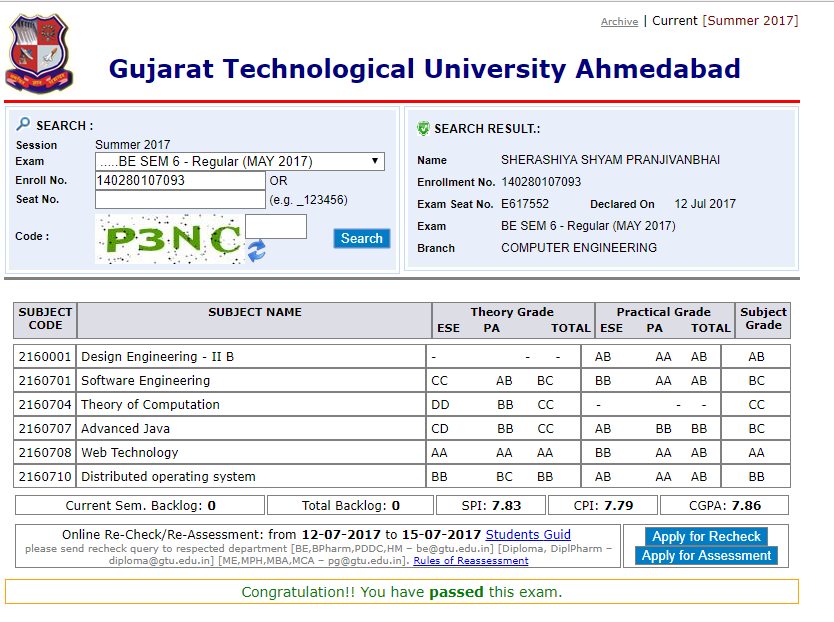 Archive | Current [Summer 2017]
Gujarat Technological University Ahmedabad
SEARCH :
Session Summer 2017
Exam .....BE SEM 6 - Regular (MAY 2017)
Enroll No. 140280107093 OR
Seat No. (e.g. _123456)
Code : P3NC Search
SEARCH RESULT.:
Name SHERASHIYA SHYAM PRANJIVANBHAI
Enrollment No. 140280107093
Exam Seat No. E617552 Declared On 12 Jul 2017
Exam BE SEM 6 - Regular (MAY 2017)
Branch COMPUTER ENGINEERING
SUBJECT CODE SUBJECT NAME Theory Grade Practical Grade Subject Grade
ESE PA TOTAL ESE PA TOTAL
2160001 Design Engineering - II B - - - AB AA AB AB
2160701 Software Engineering CC AB BC BB AA AB BC
2160704 Theory of Computation DD BB CC - - - CC
2160707 Advanced Java CD BB CC AB BB BB BC
2160708 Web Technology AA AA AA BB AA AB AA
2160710 Distributed operating system BB BC BB AB AA AB BB
Current Sem. Backlog: 0 Total Backlog: 0 SPI: 7.83 CPI: 7.79 CGPA: 7.86
Online Re-Check/Re-Assessment: from 12-07-2017 to 15-07-2017 Students Guid
please send recheck query to respected department [BE,BPharm,PDDC,HM – be@gtu.edu.in] [Diploma, DiplPharm –
diploma@gtu.edu.in] [ME,MPH,MBA,MCA – pg@gtu.edu.in]. Rules of Reassessment
Apply for Recheck
Apply for Assessment
Congratulation!! You have passed this exam.